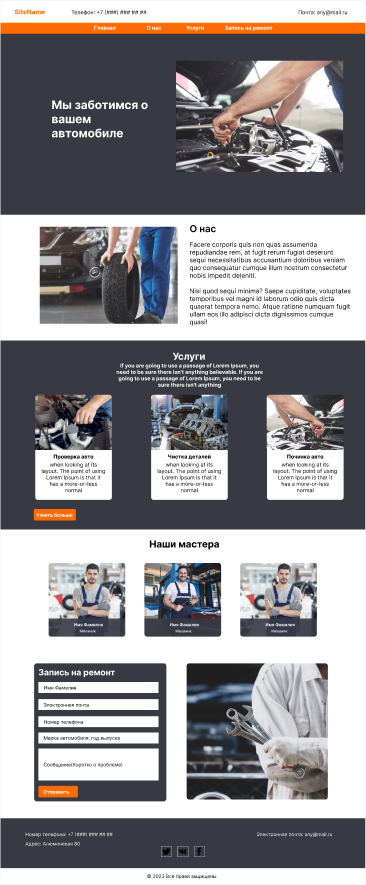 SiteName
Телефон: +7 (###) ### ## ##
Почта: any@mail.ru
Главная
О нас
Услуги
Запись на ремонт
Мы заботимся о
вашем
автомобиле
О нас
Facere corporis quis non quas assumenda
repudiandae rem, at fugit rerum fugiat deserunt
sequi necessitatibus accusantium doloribus veniam
quo consequatur cumque illum nostrum consectetur
nobis impedit deleniti.
Nisi quod sequi minima? Saepe cupiditate, voluptates
temporibus vel magni id laborum odio quis dicta
quaerat tempora nemo. Atque ratione numquam fugit
ullam eos illo adipisci dicta dignissimos cumque
quasi!
Услуги
If you are going to use a passage of Lorem Ipsum, you
need to be sure there isn't anything believable. If you are
going to use a passage of Lorem Ipsum, you need to be
sure there isn't anything
Проверка авто
when looking at its
layout. The point of using
Lorem Ipsum is that it
has a more-or-less
normal
Чистка деталей
when looking at its
layout. The point of using
Lorem Ipsum is that it
has a more-or-less
normal
Починка авто
when looking at its
layout. The point of using
Lorem Ipsum is that it
has a more-or-less
normal
Узнать больше
Наши мастера
Имя Фамилия
Механик
Имя Фамилия
Механик
Имя Фамилия
Механик
Запись на ремонт
Имя Фамилия
Электронная почта
Номер телефона
Марка автомобиля, год выпуска
Сообщение(Коротко о проблеме)
Отправить
Номер телефона: +7 (###) ### ## ##
Электронная почта: any@mail.ru
Адрес: Алюминевая 80
© 2023 Все права защищены